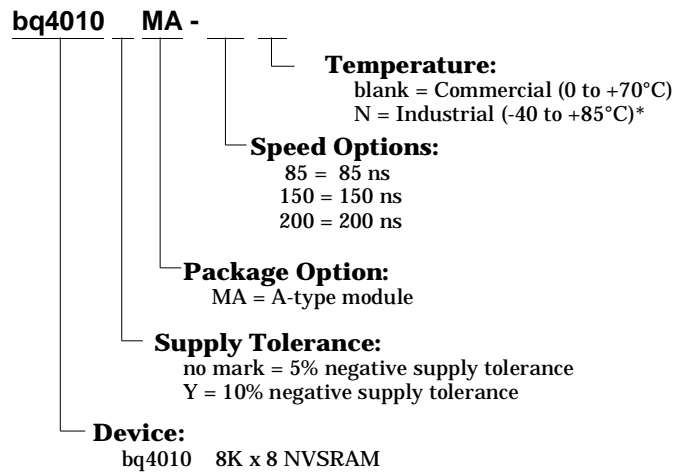 bq4010 MA -
Temperature:
blank = Commercial (0 to +70°C)
N = Industrial (-40 to +85°C)*
Speed Options:
85 = 85 ns
150 = 150 ns
200 = 200 ns
Package Option:
MA = A-type module
Supply Tolerance:
no mark = 5% negative supply tolerance
Y = 10% negative supply tolerance
Device:
bq4010 8K x 8 NVSRAM